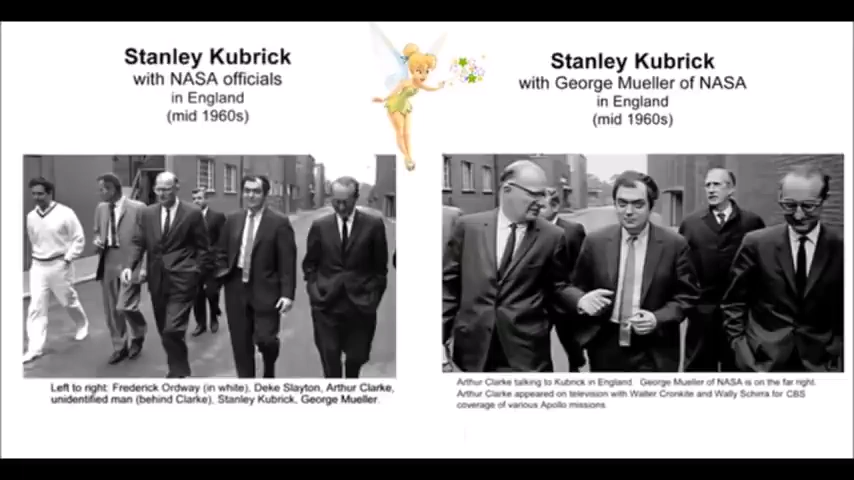 Stanley Kubrick
with NASA officials
in England
(mid 1960s)
Left to right: Frederick Ordway (in white), Deke Slayton, Arthur Clarke,
unidentified man (behind Clarke), Stanley Kubrick, George Mueller.
Stanley Kubrick
with George Mueller of NASA
in England
(mid 1960s)
Arthur Clarke talking to Kubrick in England. George Mueller of NASA is on the far right.
Arthur Clarke appeared on television with Walter Cronkite and Wally Schirra for CBS
coverage of various Apollo missions.